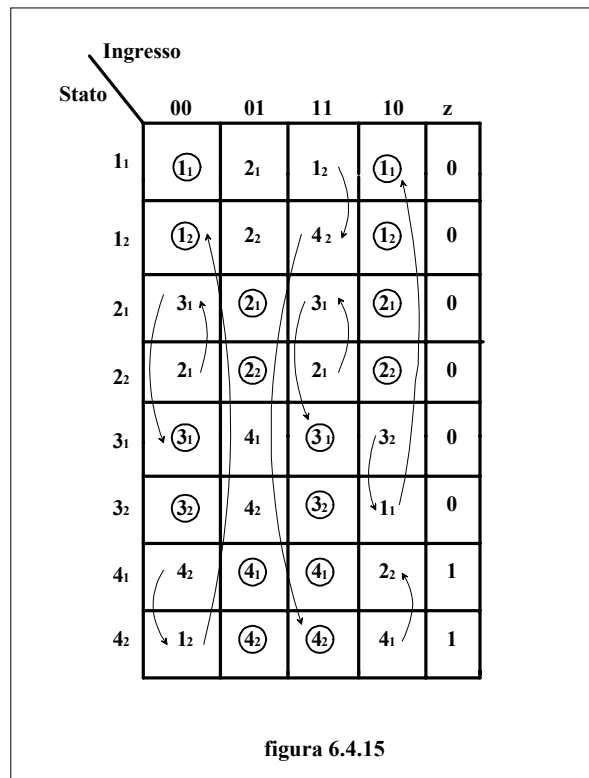 Ingresso
Stato
00 01 11 10 z
1₁ 1₁ 2₁ 1₂ 1₁ 0
1₂ 1₂ 2₂ 4₂ 1₂ 0
2₁ 3₁ 2₁ 3₁ 2₁ 0
2₂ 2₁ 2₂ 2₁ 2₂ 0
3₁ 3₁ 4₁ 3₁ 3₂ 0
3₂ 3₂ 4₂ 3₂ 1₁ 0
4₁ 4₂ 4₁ 4₁ 2₂ 1
4₂ 1₂ 4₂ 4₂ 4₁ 1
figura 6.4.15